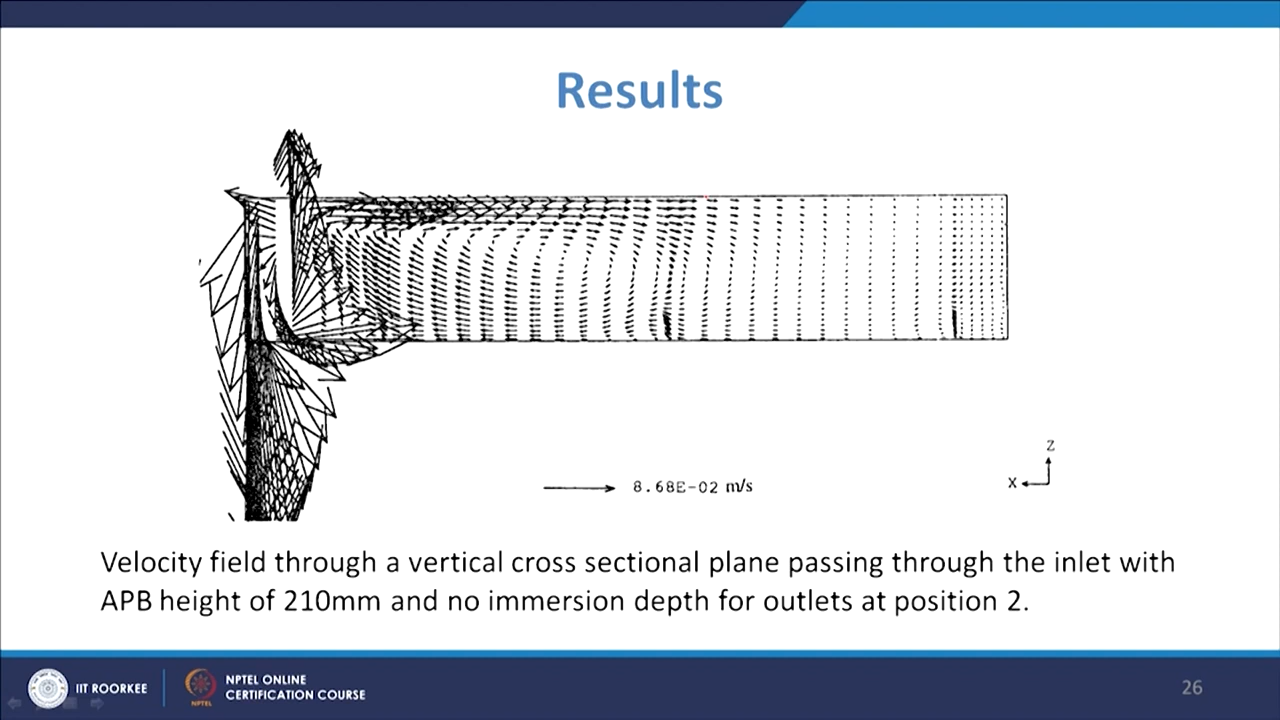 Results
8.68E-02 m/s
Z
X
Velocity field through a vertical cross sectional plane passing through the inlet with
APB height of 210mm and no immersion depth for outlets at position 2.
IIT ROORKEE
NPTEL
NPTEL ONLINE
CERTIFICATION COURSE
26